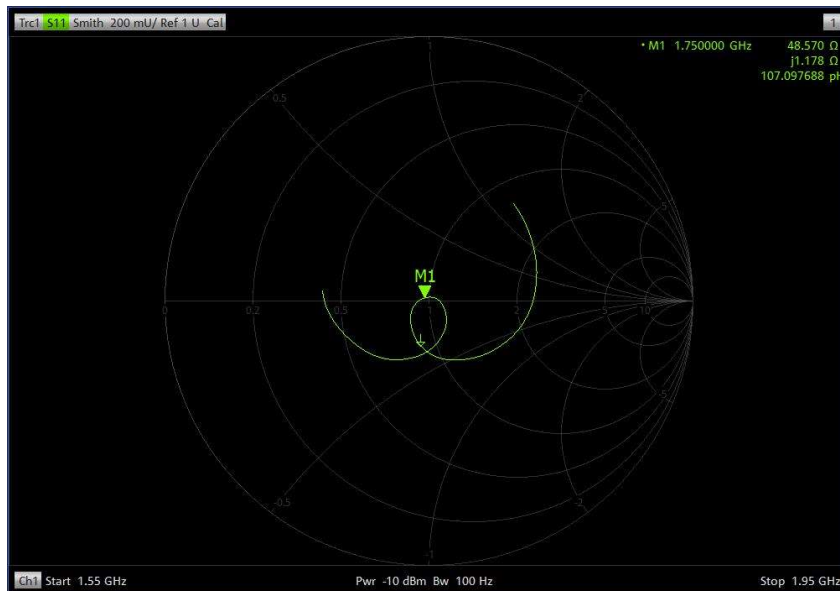 Trc1 S11 Smith 200 mU/ Ref 1 U Cal
1
• M1 1.750000 GHz 48.570 Ω
j1.178 Ω
107.097688 pH
1
0.5
2
5
M1
0 0.2 0.5 1 2 5 10
-5
-0.5
-2
-1
Ch1 Start 1.55 GHz Pwr -10 dBm Bw 100 Hz Stop 1.95 GHz